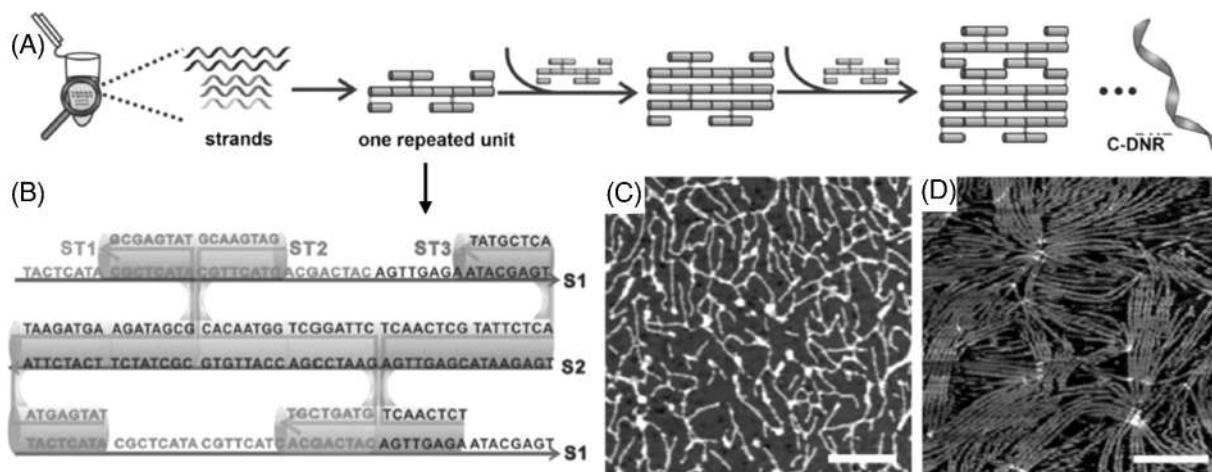 (A)
strands
one repeated unit
C-DNR
(B)
GCGAGTAT GCAAGTAG
TATGCTCA
ST1
ST2
ST3
TACTCATA CGCTCATA CGTTCATC ACGACTAC AGTTGAGA ATACGAGT
S1
TAAGATGA AGATAGCG CACAATGG TCGGATTC TCAACTCG TATTCTCA
ATTCTACT TCTATCGC GTGTTACC AGCCTAAG AGTTGAGC ATAAGAGT
S2
ATGAGTAT
TGCTGATG TCAACTCT
TACTCATA CGCTCATA CGTTCATC ACGACTAC AGTTGAGA ATACGAGT
S1
(C)
(D)